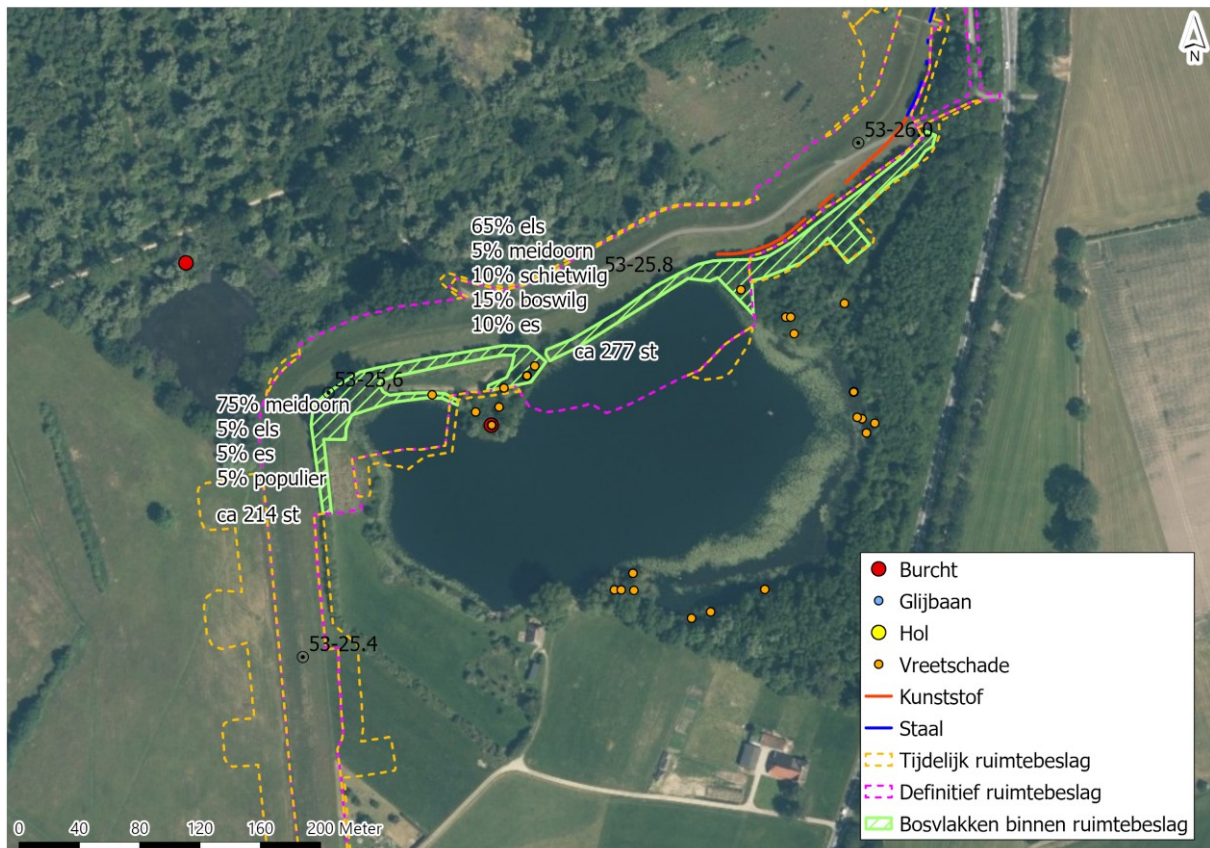 N
53-26.0
65% els
5% meidoorn
10% schietwilg
15% boswilg
10% es
53-25.8
ca 277 st
53-25,6
75% meidoorn
5% els
5% es
5% populier
ca 214 st
53-25.4
Burcht
Glijbaan
Hol
Vreetschade
Kunststof
Staal
Tijdelijk ruimtebeslag
Definitief ruimtebeslag
Bosvlakken binnen ruimtebeslag
0 40 80 120 160 200 Meter